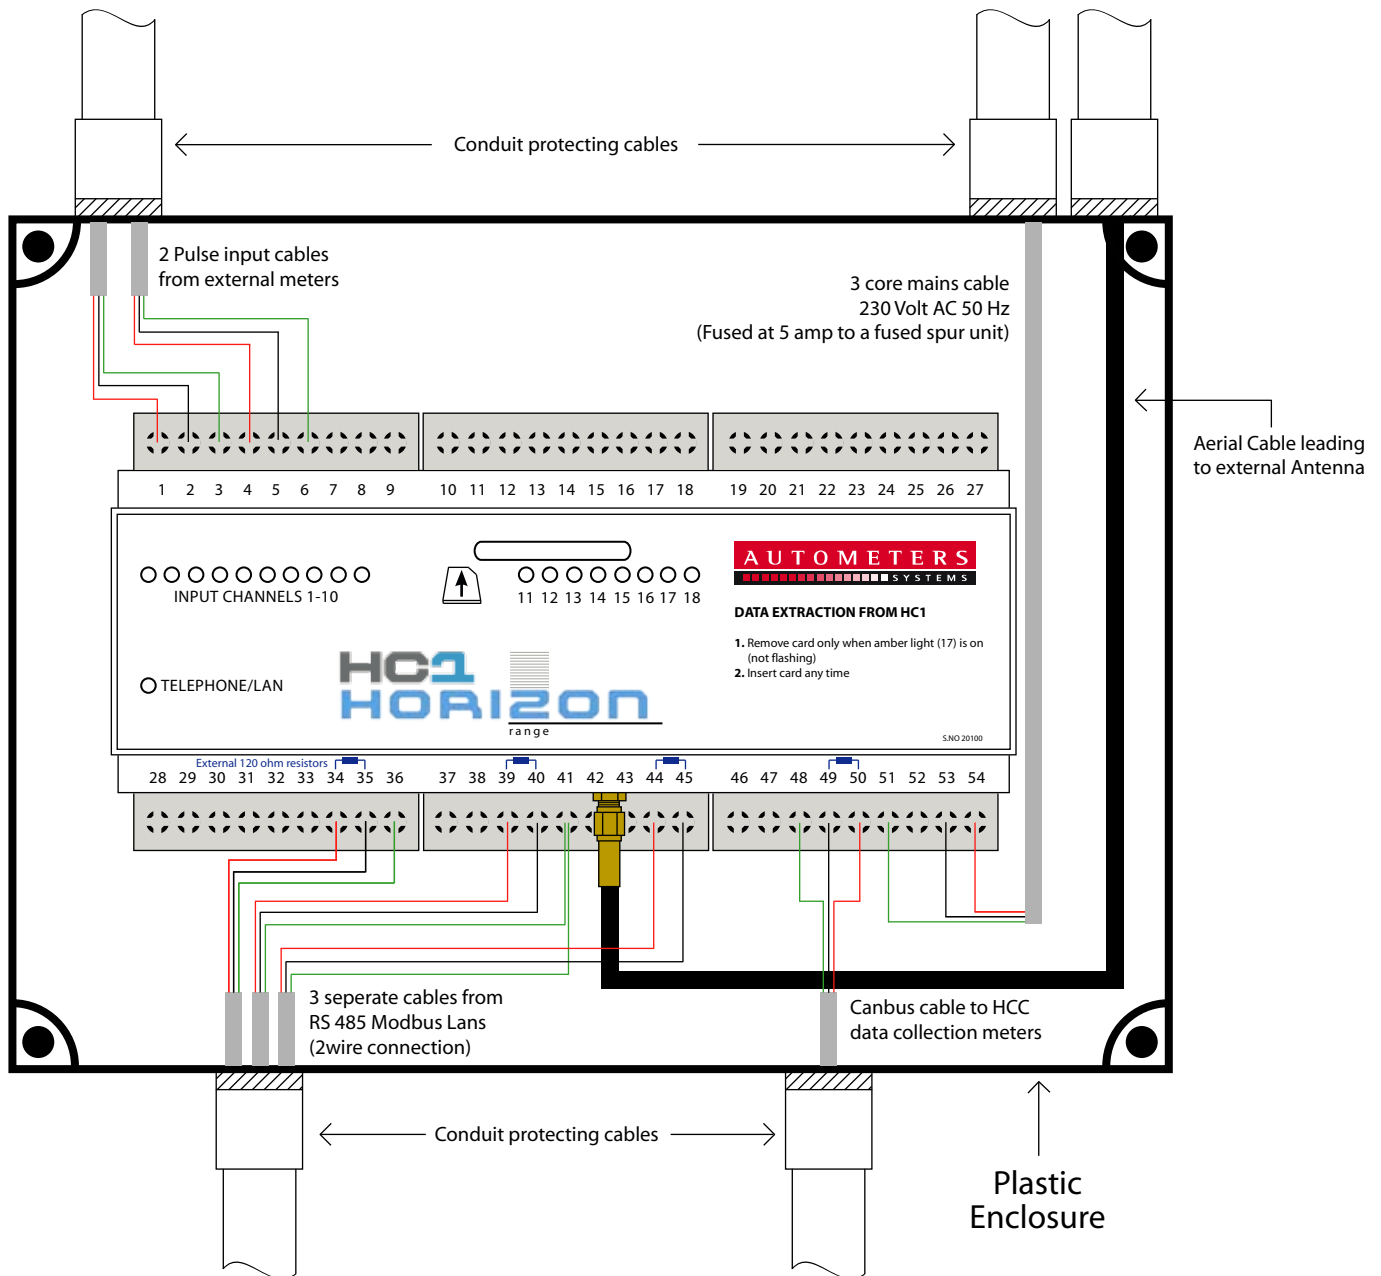 Conduit protecting cables
2 Pulse input cables
from external meters
3 core mains cable
230 Volt AC 50 Hz
(Fused at 5 amp to a fused spur unit)
Aerial Cable leading
to external Antenna
1 2 3 4 5 6 7 8 9 10 11 12 13 14 15 16 17 18 19 20 21 22 23 24 25 26 27
AUTOMETERS
SYSTEMS
INPUT CHANNELS 1-10
11 12 13 14 15 16 17 18
DATA EXTRACTION FROM HC1
1. Remove card only when amber light (17) is on
(not flashing)
2. Insert card any time
TELEPHONE/LAN
HC1
HORIZON
range
S.NO 20100
External 120 ohm resistors
28 29 30 31 32 33 34 35 36 37 38 39 40 41 42 43 44 45 46 47 48 49 50 51 52 53 54
3 seperate cables from
RS 485 Modbus Lans
(2wire connection)
Canbus cable to HCC
data collection meters
Conduit protecting cables
Plastic
Enclosure